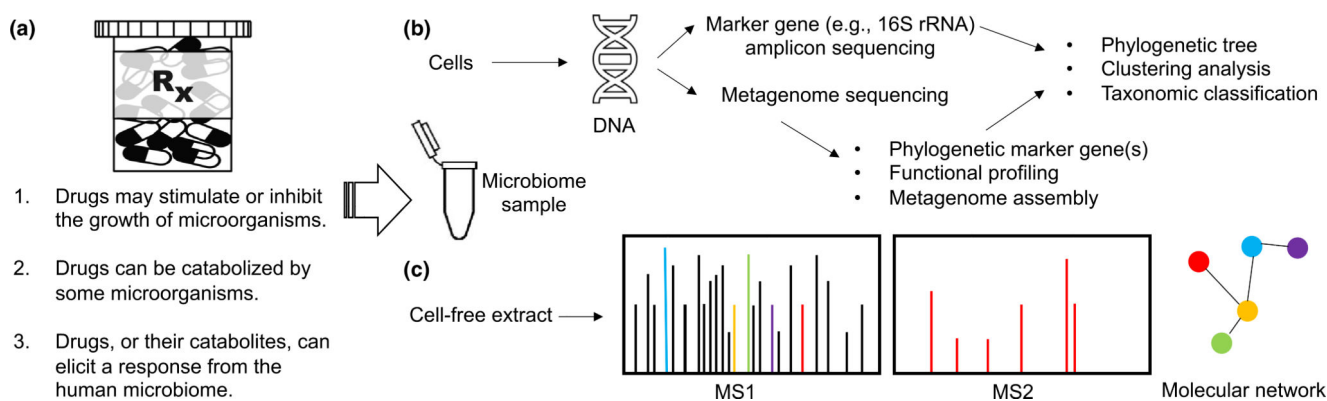 (a)
Rx
1. Drugs may stimulate or inhibit
the growth of microorganisms.
2. Drugs can be catabolized by
some microorganisms.
3. Drugs, or their catabolites, can
elicit a response from the
human microbiome.
Microbiome
sample
(b)
Cells
DNA
Marker gene (e.g., 16S rRNA)
amplicon sequencing
Metagenome sequencing
• Phylogenetic tree
• Clustering analysis
• Taxonomic classification
• Phylogenetic marker gene(s)
• Functional profiling
• Metagenome assembly
(c)
Cell-free extract
MS1
MS2
Molecular network